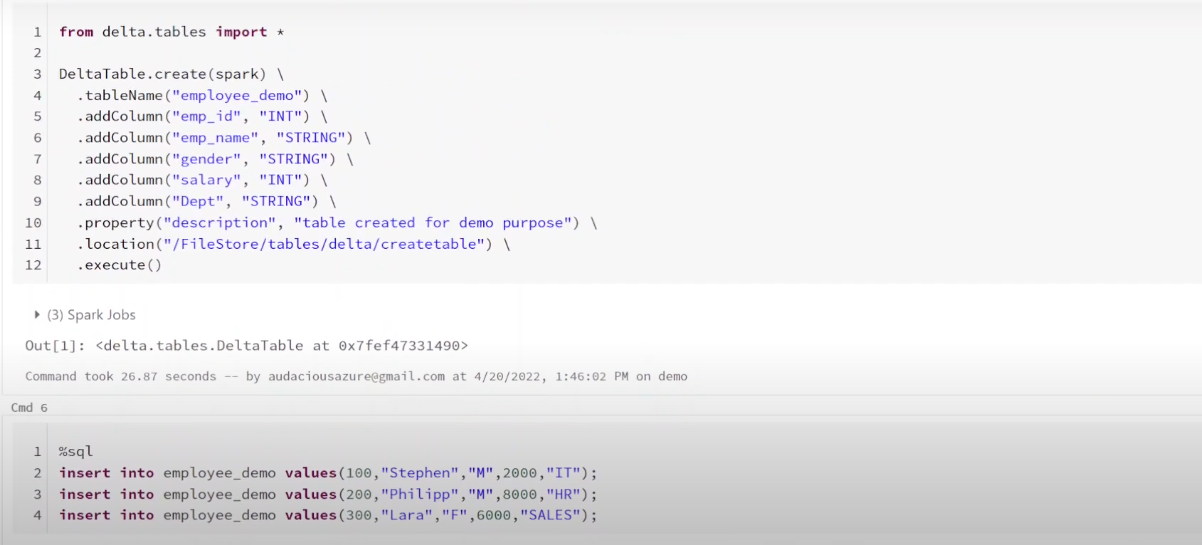 1 from delta.tables import *
2
3 DeltaTable.create(spark) \
4 .tableName("employee_demo") \
5 .addColumn("emp_id", "INT") \
6 .addColumn("emp_name", "STRING") \
7 .addColumn("gender", "STRING") \
8 .addColumn("salary", "INT") \
9 .addColumn("Dept", "STRING") \
10 .property("description", "table created for demo purpose") \
11 .location("/FileStore/tables/delta/createtable") \
12 .execute()
(3) Spark Jobs
Out[1]: <delta.tables.DeltaTable at 0x7fef47331490>
Command took 26.87 seconds -- by audaciousazure@gmail.com at 4/20/2022, 1:46:02 PM on demo
Cmd 6
1 %sql
2 insert into employee_demo values(100,"Stephen","M",2000,"IT");
3 insert into employee_demo values(200,"Philipp","M",8000,"HR");
4 insert into employee_demo values(300,"Lara","F",6000,"SALES");